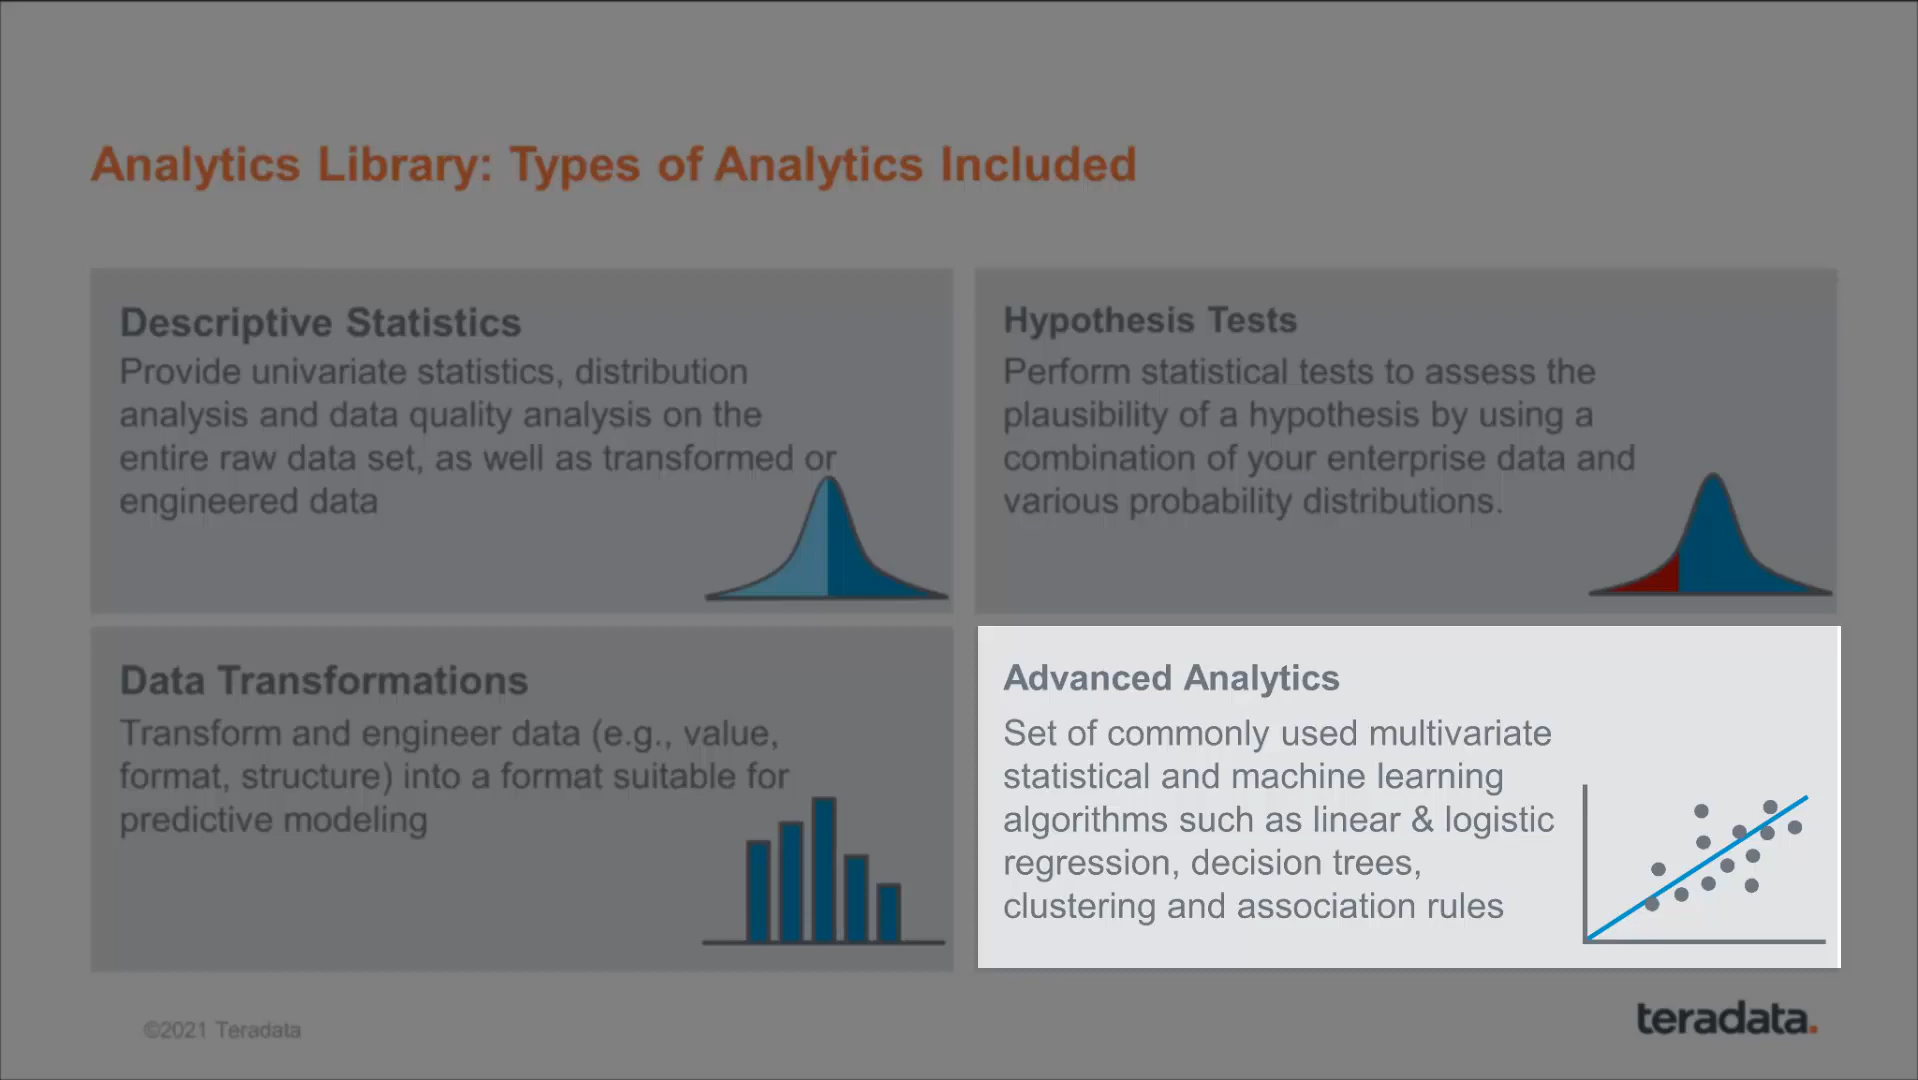 Analytics Library: Types of Analytics Included
Descriptive Statistics
Provide univariate statistics, distribution
analysis and data quality analysis on the
entire raw data set, as well as transformed or
engineered data
Hypothesis Tests
Perform statistical tests to assess the
plausibility of a hypothesis by using a
combination of your enterprise data and
various probability distributions.
Data Transformations
Transform and engineer data (e.g., value,
format, structure) into a format suitable for
predictive modeling
Advanced Analytics
Set of commonly used multivariate
statistical and machine learning
algorithms such as linear & logistic
regression, decision trees,
clustering and association rules
©2021 Teradata
teradata.